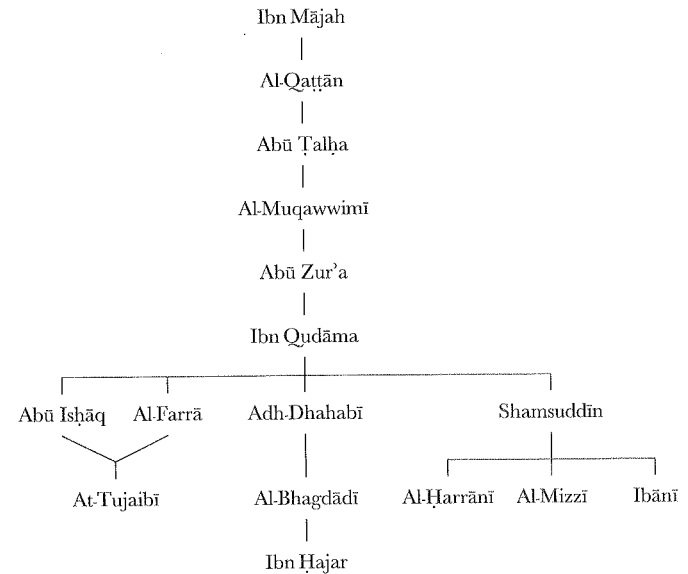 Ibn Mājah
Al-Qaṭṭān
Abū Ṭalḥa
Al-Muqawwimī
Abū Zurʾa
Ibn Qudāma
Abū Isḥāq Al-Farrā Adh-Dhahabī Shamsuddīn
At-Tujaibī Al-Bhagdādī Al-Ḥarrānī Al-Mizzī Ibānī
Ibn Ḥajar